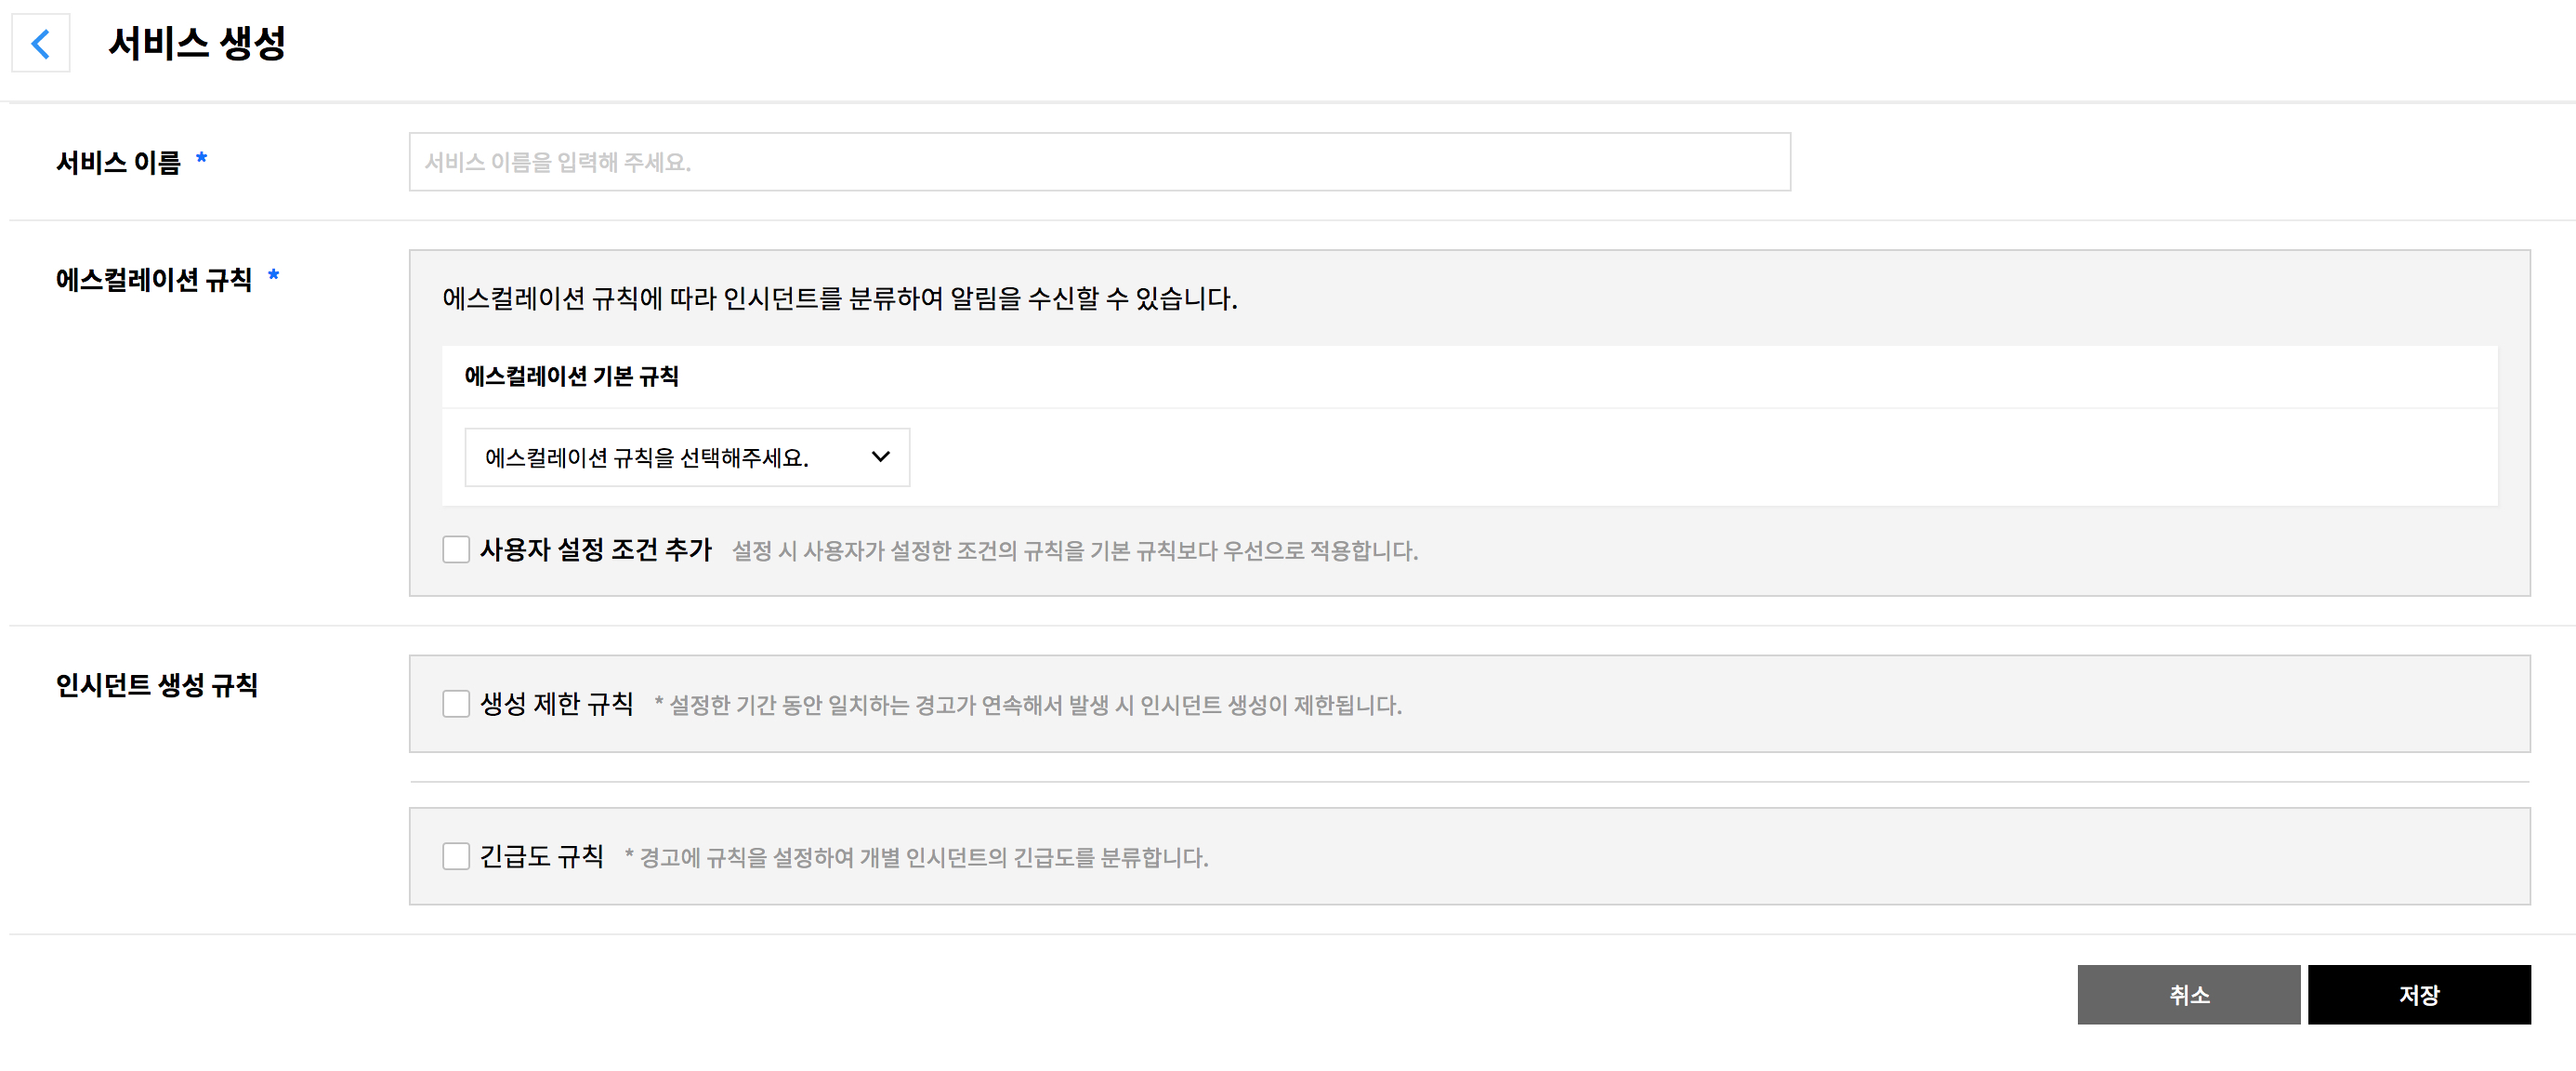 서비스 생성
서비스 이름 *
서비스 이름을 입력해 주세요.
에스컬레이션 규칙 *
에스컬레이션 규칙에 따라 인시던트를 분류하여 알림을 수신할 수 있습니다.
에스컬레이션 기본 규칙
에스컬레이션 규칙을 선택해주세요.
사용자 설정 조건 추가 설정 시 사용자가 설정한 조건의 규칙을 기본 규칙보다 우선으로 적용합니다.
인시던트 생성 규칙
생성 제한 규칙 * 설정한 기간 동안 일치하는 경고가 연속해서 발생 시 인시던트 생성이 제한됩니다.
긴급도 규칙 * 경고에 규칙을 설정하여 개별 인시던트의 긴급도를 분류합니다.
취소 저장